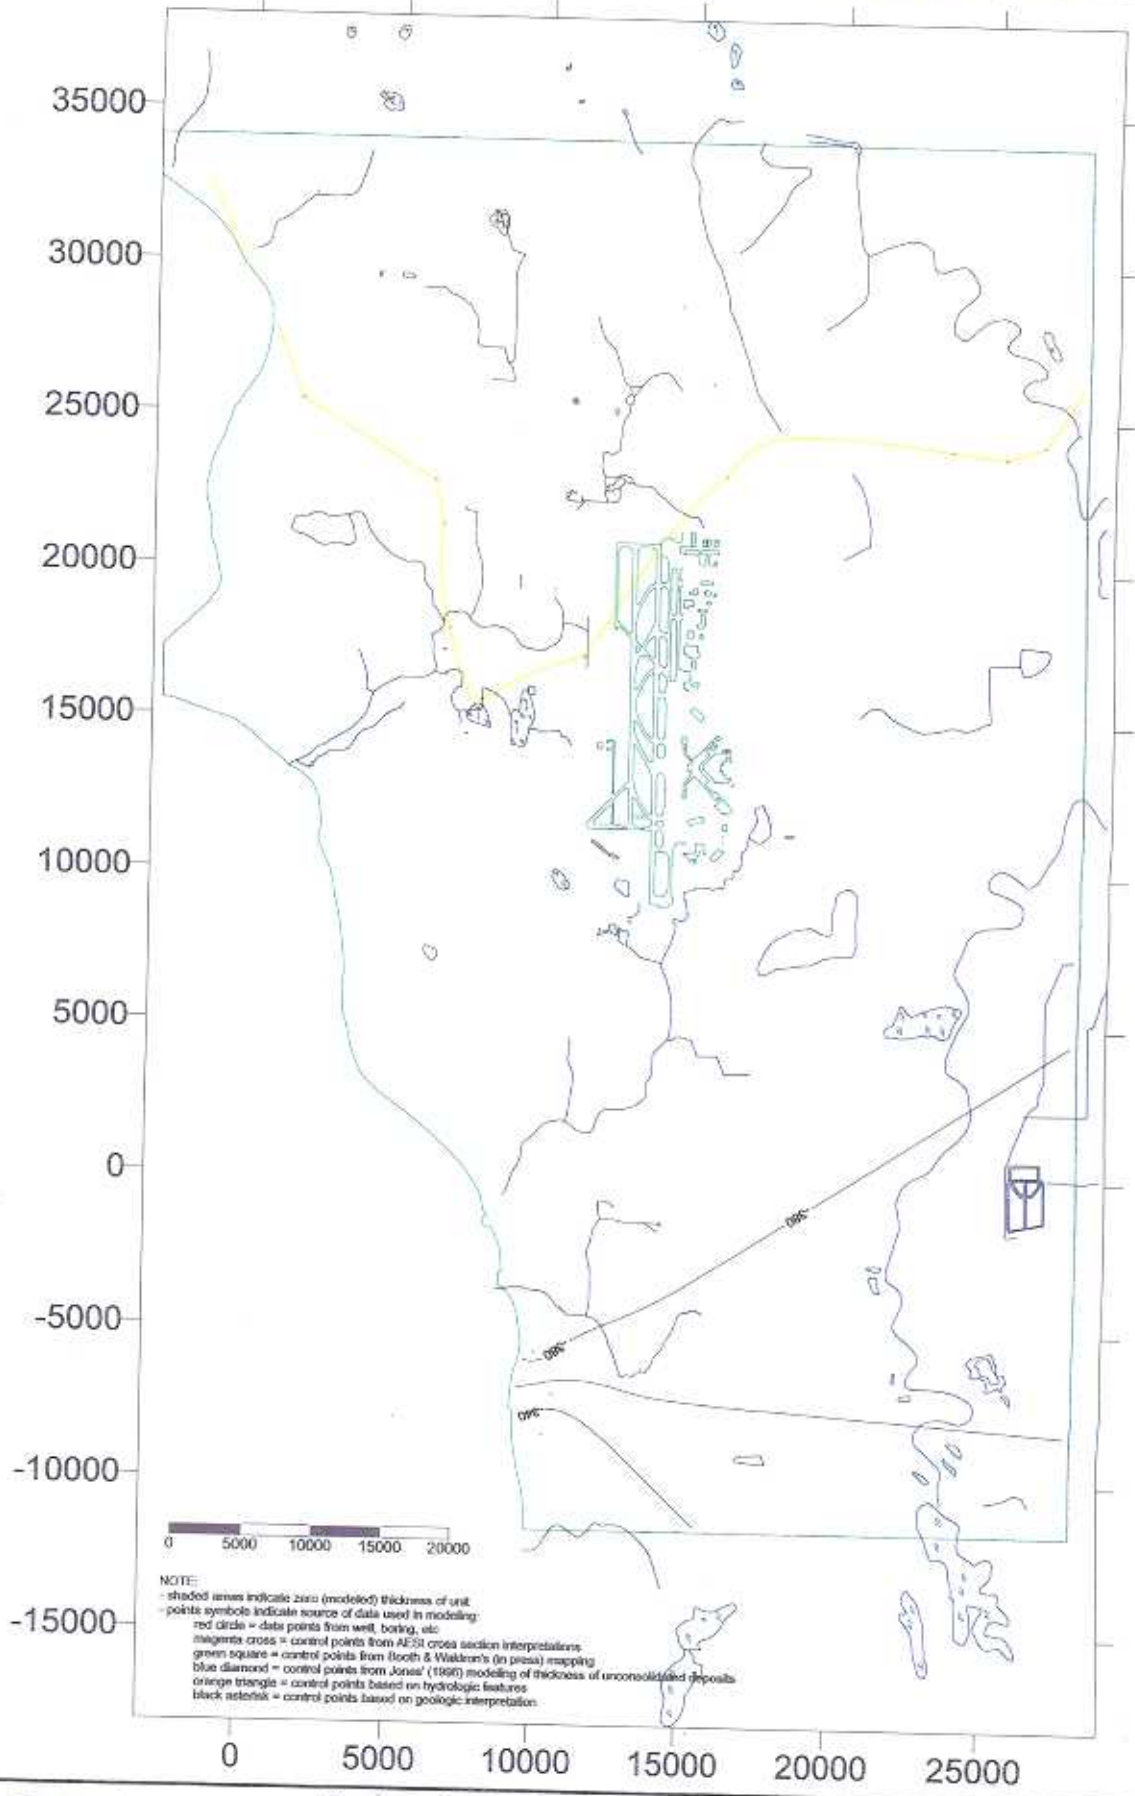 35000
30000
25000
20000
15000
10000
5000
0
-5000
-10000
-15000
380
380
340
0 5000 10000 15000 20000
NOTE:
- shaded areas indicate zero (modeled) thickness of unit
- points symbols indicate source of data used in modeling:
red circle = data points from well, boring, etc
magenta cross = control points from AESI cross section interpretations
green square = control points from Booth & Waldron's (in press) mapping
blue diamond = control points from Jones' (1996) modeling of thickness of unconsolidated deposits
orange triangle = control points based on hydrologic features
black asterisk = control points based on geologic interpretation
0 5000 10000 15000 20000 25000